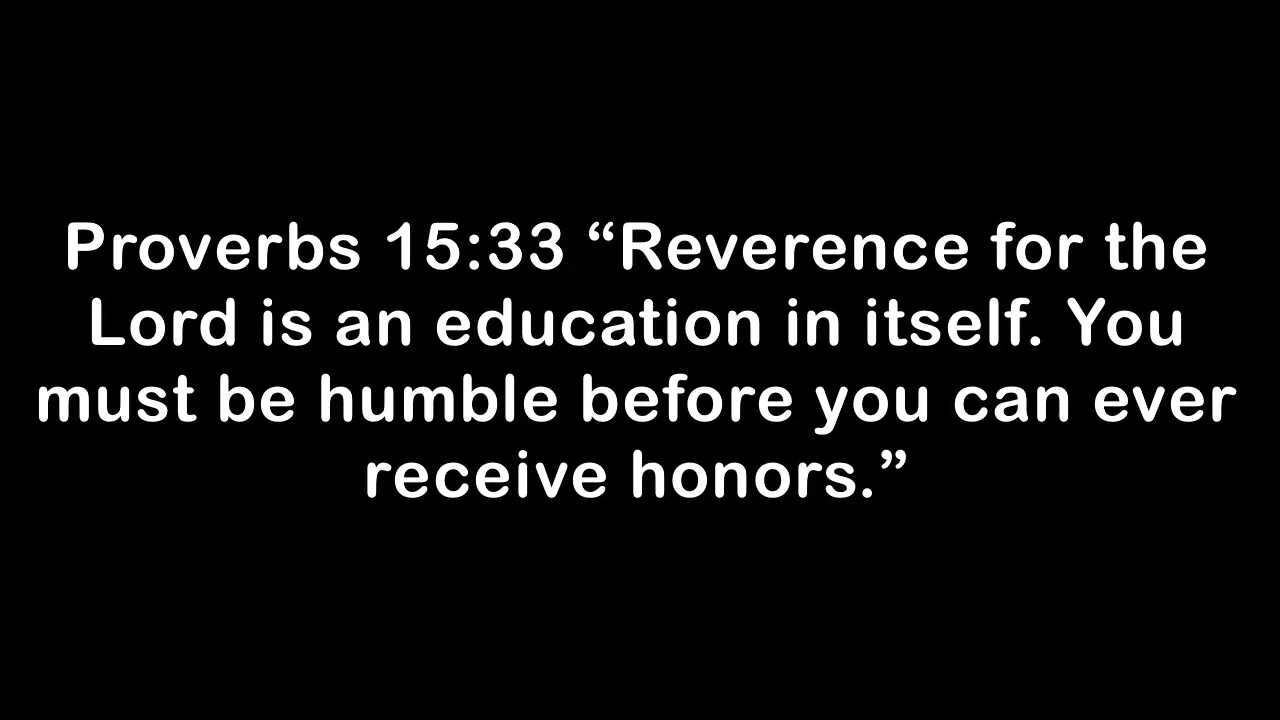 Proverbs 15:33 “Reverence for the
Lord is an education in itself. You
must be humble before you can ever
receive honors.”